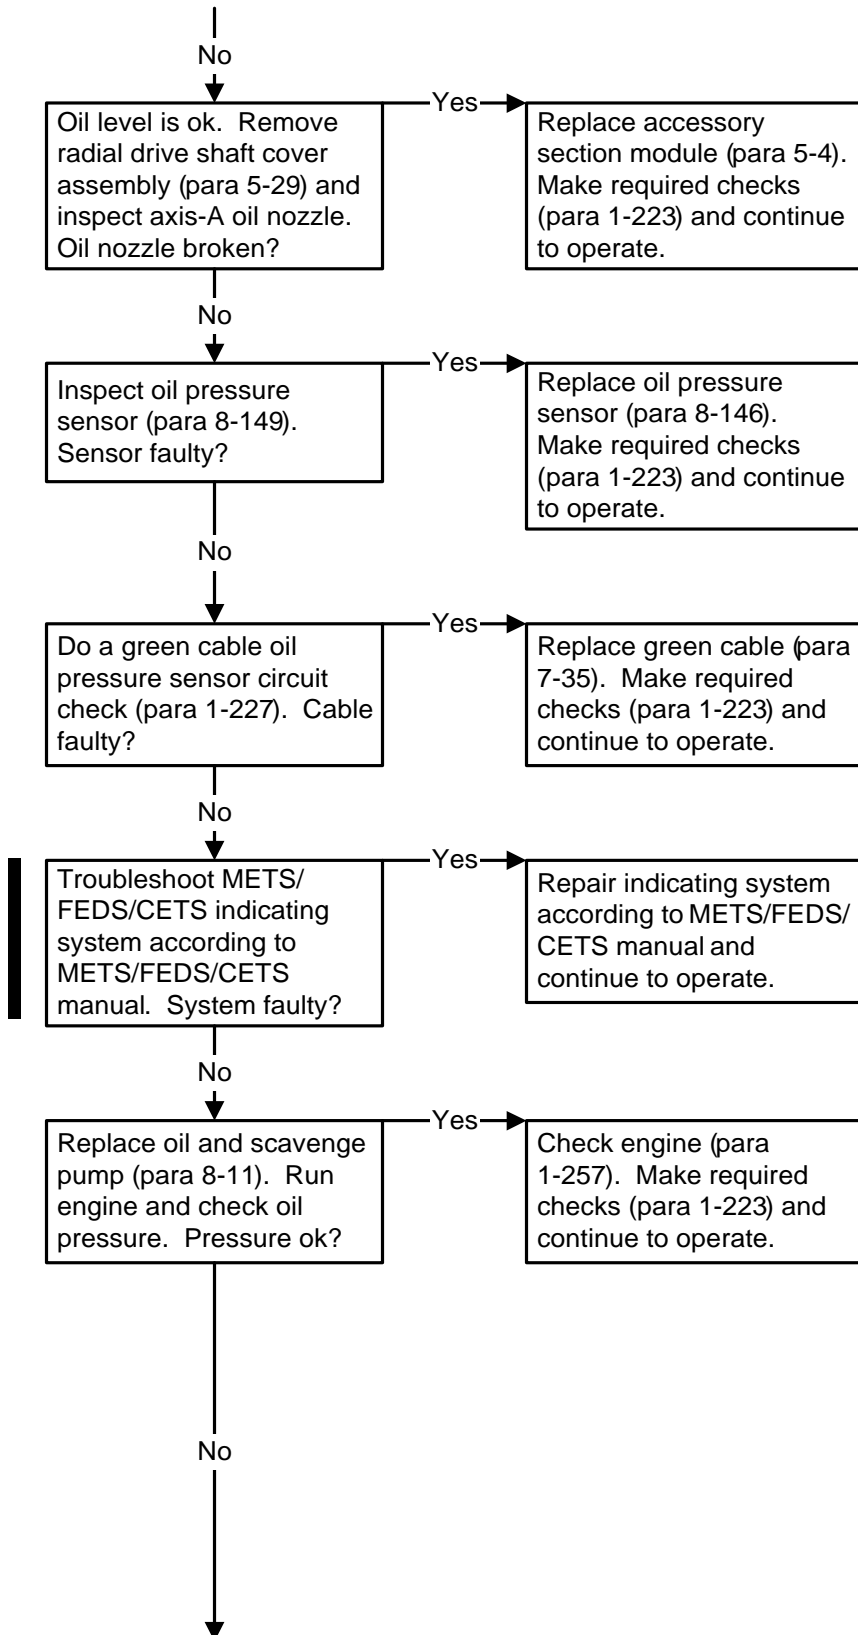 No
Oil level is ok.  Remove
radial drive shaft cover
assembly (para 5-29) and
inspect axis-A oil nozzle.
Oil nozzle broken?
Yes
Replace accessory
section module (para 5-4).
Make required checks
(para 1-223) and continue
to operate.
No
Inspect oil pressure
sensor (para 8-149).
Sensor faulty?
Yes
Replace oil pressure
sensor (para 8-146).
Make required checks
(para 1-223) and continue
to operate.
No
Do a green cable oil
pressure sensor circuit
check (para 1-227).  Cable
faulty?
Yes
Replace green cable (para
7-35).  Make required
checks (para 1-223) and
continue to operate.
No
Troubleshoot METS/
FEDS/CETS indicating
system according to
METS/FEDS/CETS
manual.  System faulty?
Yes
Repair indicating system
according to METS/FEDS/
CETS manual and
continue to operate.
No
Replace oil and scavenge
pump (para 8-11).  Run
engine and check oil
pressure.  Pressure ok?
Yes
Check engine (para
1-257).  Make required
checks (para 1-223) and
continue to operate.
No